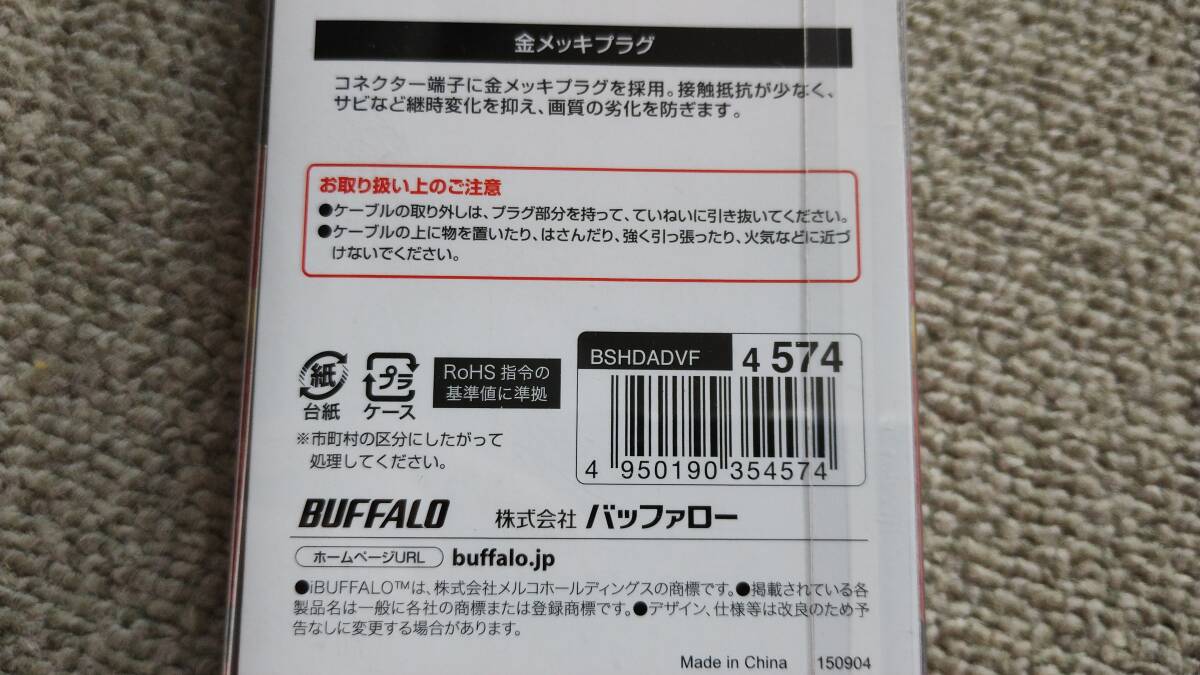 金メッキプラグ
コネクター端子に金メッキプラグを採用。接触抵抗が少なく、
サビなど継時変化を抑え、画質の劣化を防ぎます。
お取り扱い上のご注意
●ケーブルの取り外しは、プラグ部分を持って、ていねいに引き抜いてください。
●ケーブルの上に物を置いたり、はさんだり、強く引っ張ったり、火気などに近づ
けないでください。
紙
台紙
プラ
ケース
RoHS 指令の
基準値に準拠
※市町村の区分にしたがって
処理してください。
BSHDADVF
4 574
4 950190 354574
BUFFALO 株式会社 バッファロー
ホームページURL buffalo.jp
●iBUFFALO™は、株式会社メルコホールディングスの商標です。●掲載されている各
製品名は一般に各社の商標または登録商標です。●デザイン、仕様等は改良のため予
告なしに変更する場合があります。
Made in China 150904